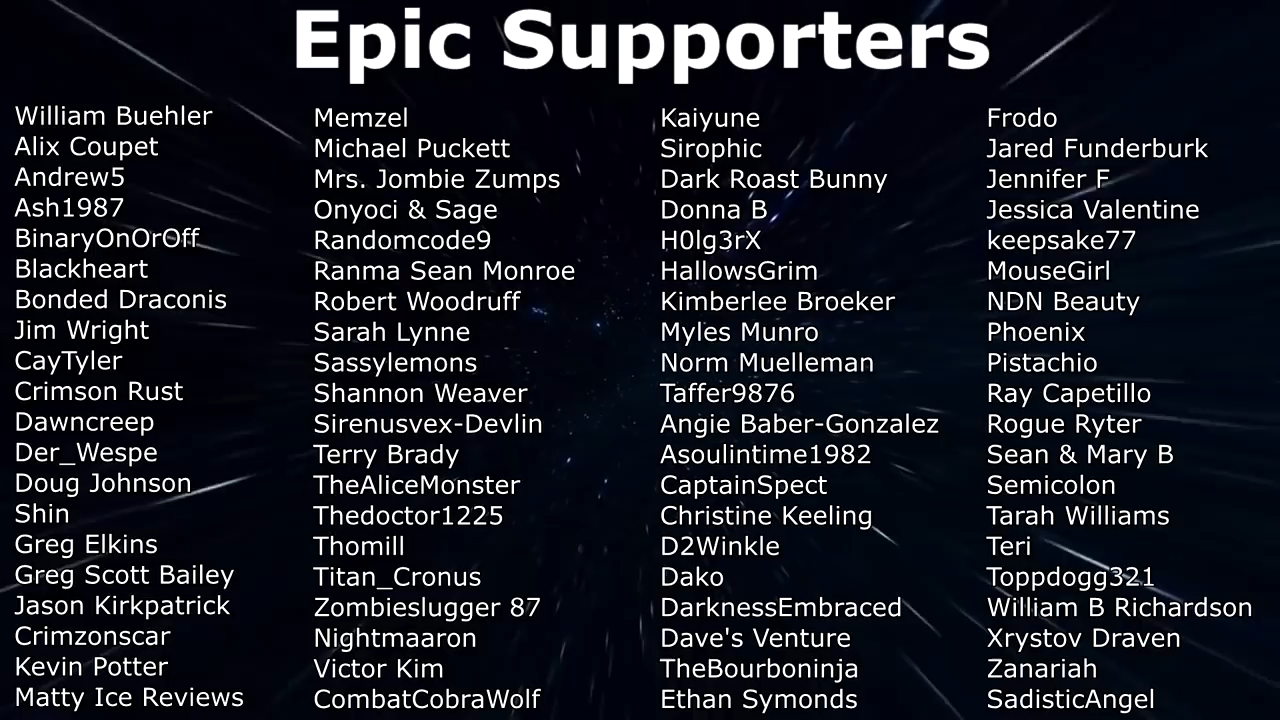 Epic Supporters
William Buehler
Alix Coupet
Andrew5
Ash1987
BinaryOnOrOff
Blackheart
Bonded Draconis
Jim Wright
CayTyler
Crimson Rust
Dawncreep
Der_Wespe
Doug Johnson
Shin
Greg Elkins
Greg Scott Bailey
Jason Kirkpatrick
Crimzonscar
Kevin Potter
Matty Ice Reviews
Memzel
Michael Puckett
Mrs. Jombie Zumps
Onyoci & Sage
Randomcode9
Ranma Sean Monroe
Robert Woodruff
Sarah Lynne
Sassylemons
Shannon Weaver
Sirenusvex-Devlin
Terry Brady
TheAliceMonster
Thedoctor1225
Thomill
Titan_Cronus
Zombieslugger 87
Nightmaaron
Victor Kim
CombatCobraWolf
Kaiyune
Sirophic
Dark Roast Bunny
Donna B
H0lg3rX
HallowsGrim
Kimberlee Broeker
Myles Munro
Norm Muelleman
Taffer9876
Angie Baber-Gonzalez
Asoulintime1982
CaptainSpect
Christine Keeling
D2Winkle
Dako
DarknessEmbraced
Dave's Venture
TheBourboninja
Ethan Symonds
Frodo
Jared Funderburk
Jennifer F
Jessica Valentine
keepsake77
MouseGirl
NDN Beauty
Phoenix
Pistachio
Ray Capetillo
Rogue Ryter
Sean & Mary B
Semicolon
Tarah Williams
Teri
Toppdogg321
William B Richardson
Xrystov Draven
Zanariah
SadisticAngel